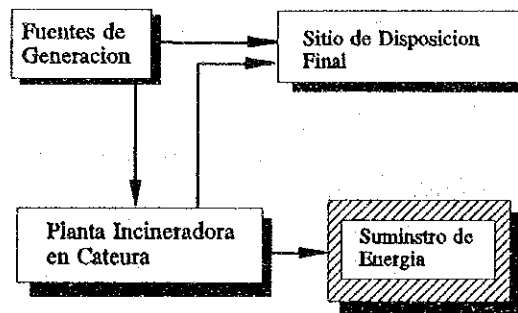 Fuentes de
Generacion
Sitio de Disposicion
Final
Planta Incineradora
en Cateura
Suminstro de
Energia